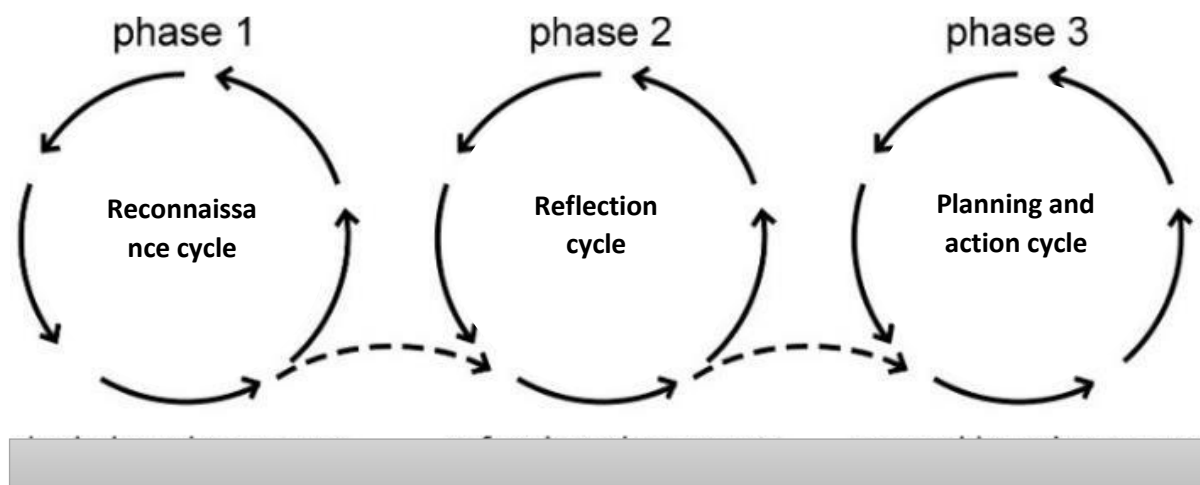 phase 1
phase 2
phase 3
Reconnaissa
nce cycle
Reflection
cycle
Planning and
action cycle